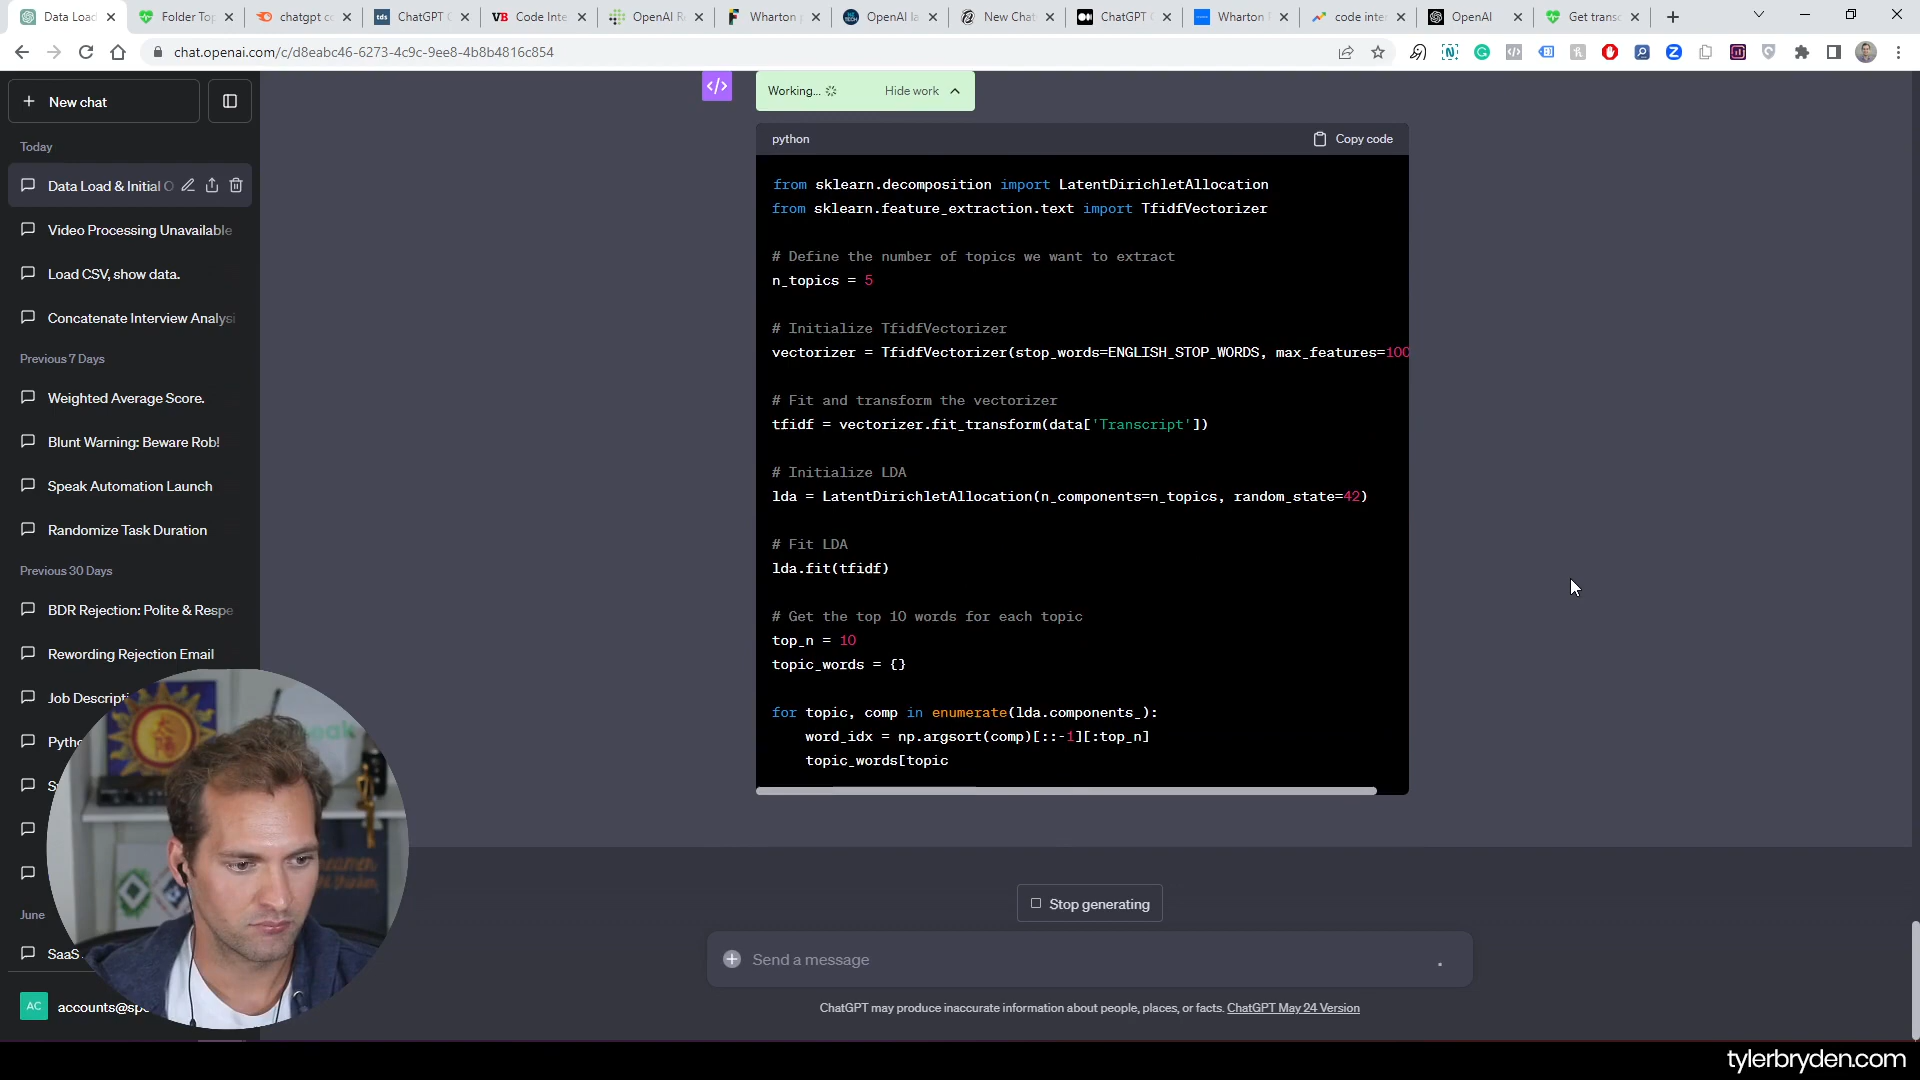 Data Load
Folder Top
chatgpt co
tds
ChatGPT C
VB
Code Inte
OpenAI R
Wharton p
OpenAI la
New Chat
ChatGPT C
Wharton
code inter
OpenAI
Get transc
chat.openai.com/c/d8eabc46-6273-4c9c-9ee8-4b8b4816c854
New chat
Today
Data Load & Initial O
Video Processing Unavailable
Load CSV, show data.
Concatenate Interview Analysi
Previous 7 Days
Weighted Average Score.
Blunt Warning: Beware Rob!
Speak Automation Launch
Randomize Task Duration
Previous 30 Days
BDR Rejection: Polite & Respe
Rewording Rejection Email
Job Descripti
Pytho
June
SaaS
AC
accounts@spe
Working...
Hide work
python
Copy code
from sklearn.decomposition import LatentDirichletAllocation
from sklearn.feature_extraction.text import TfidfVectorizer
# Define the number of topics we want to extract
n_topics = 5
# Initialize TfidfVectorizer
vectorizer = TfidfVectorizer(stop_words=ENGLISH_STOP_WORDS, max_features=100
# Fit and transform the vectorizer
tfidf = vectorizer.fit_transform(data['Transcript'])
# Initialize LDA
lda = LatentDirichletAllocation(n_components=n_topics, random_state=42)
# Fit LDA
lda.fit(tfidf)
# Get the top 10 words for each topic
top_n = 10
topic_words = {}
for topic, comp in enumerate(lda.components_):
word_idx = np.argsort(comp)[::-1][:top_n]
topic_words[topic
Stop generating
Send a message
ChatGPT may produce inaccurate information about people, places, or facts. ChatGPT May 24 Version
tylerbryden.com